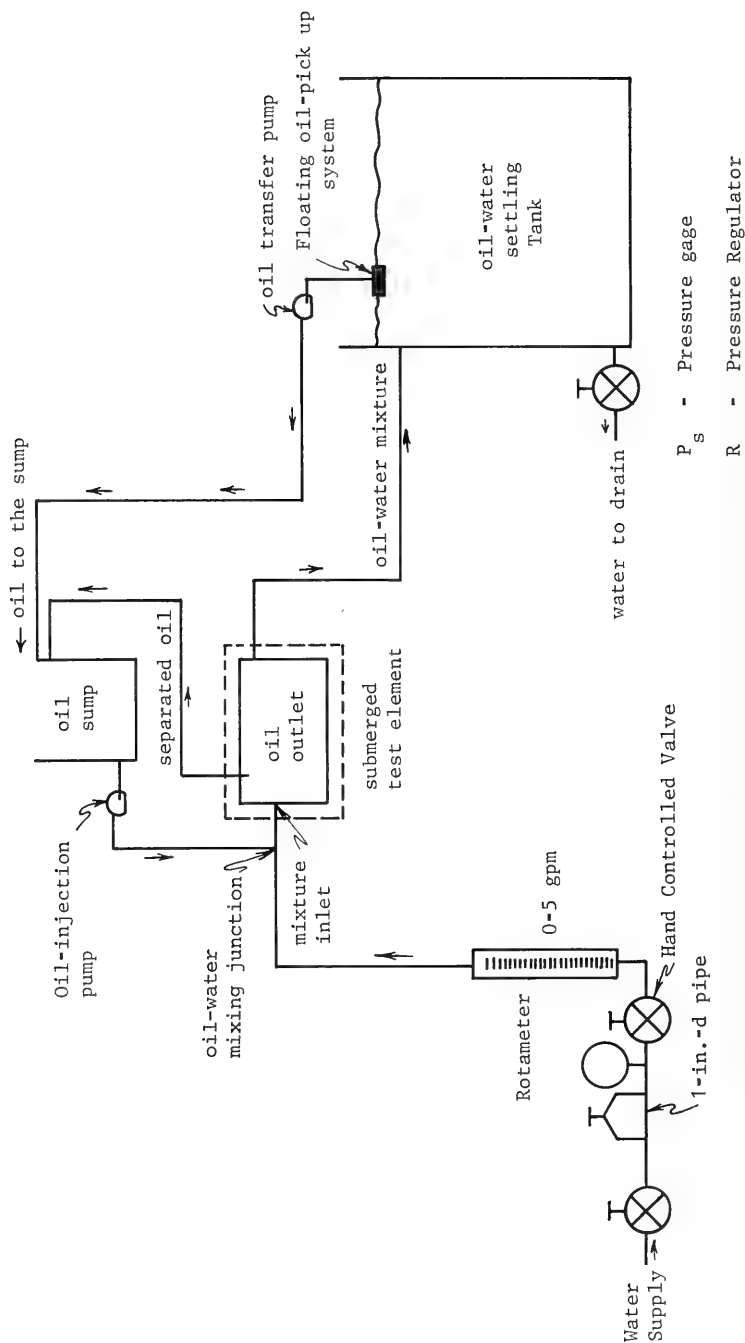 ← oil to the sump
oil
sump
Oil-injection
pump
separated oil
oil
outlet
submerged
test element
oil-water
mixing junction
mixture
inlet
oil transfer pump
Floating oil-pick up
system
oil-water mixture
oil-water
settling
Tank
water to drain
Rotameter
0-5 gpm
Hand Controlled Valve
1-in.-d pipe
Water
Supply
P_s - Pressure gage
R - Pressure Regulator